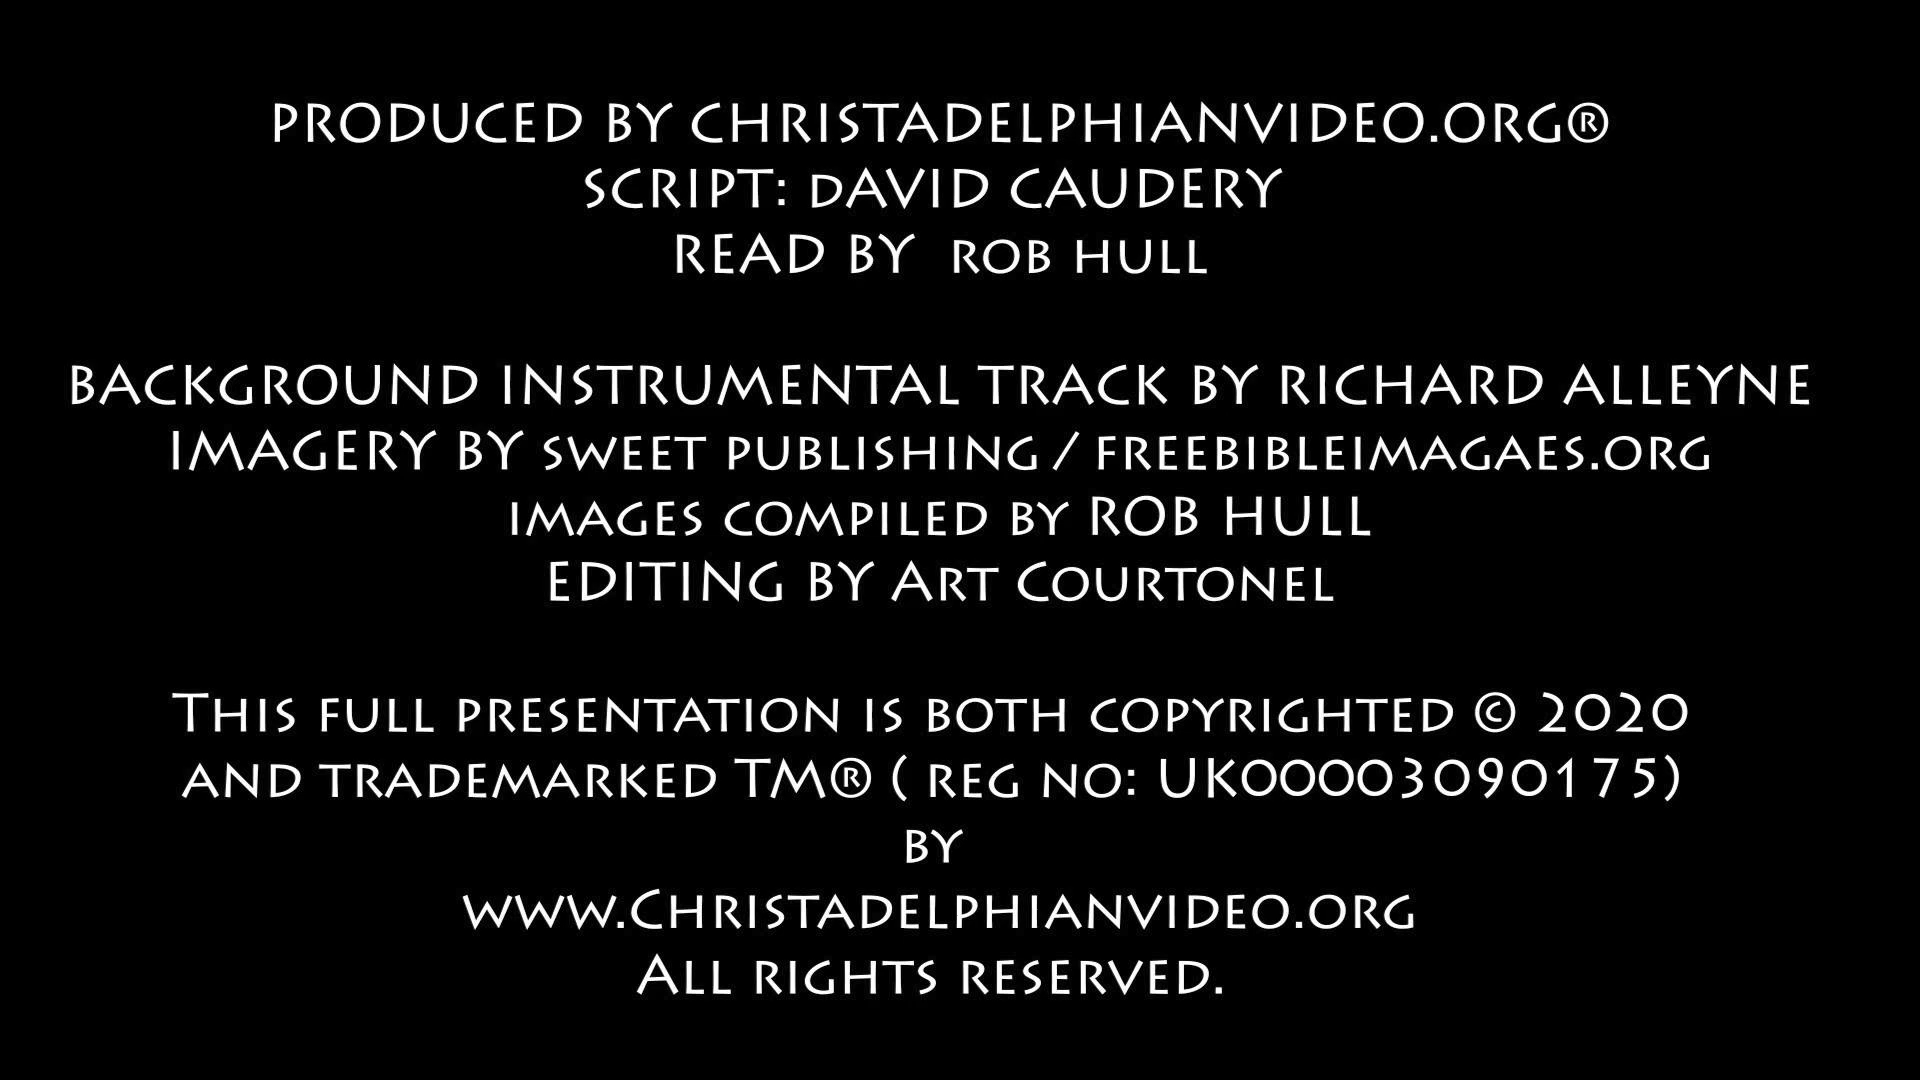 PRODUCED BY CHRISTADELPHIANVIDEO.ORG®
SCRIPT: dAVID CAUDERY
READ BY rob hull
BACKGROUND INSTRUMENTAL TRACK BY RICHARD ALLEYNE
IMAGERY BY sweet publishing / freebibleimagaes.org
images compiled by ROB HULL
EDITING BY Art Courtonel
This full presentation is both copyrighted © 2020
and trademarked TM® ( reg no: UK00003090175)
by
www.Christadelphianvideo.org
All rights reserved.